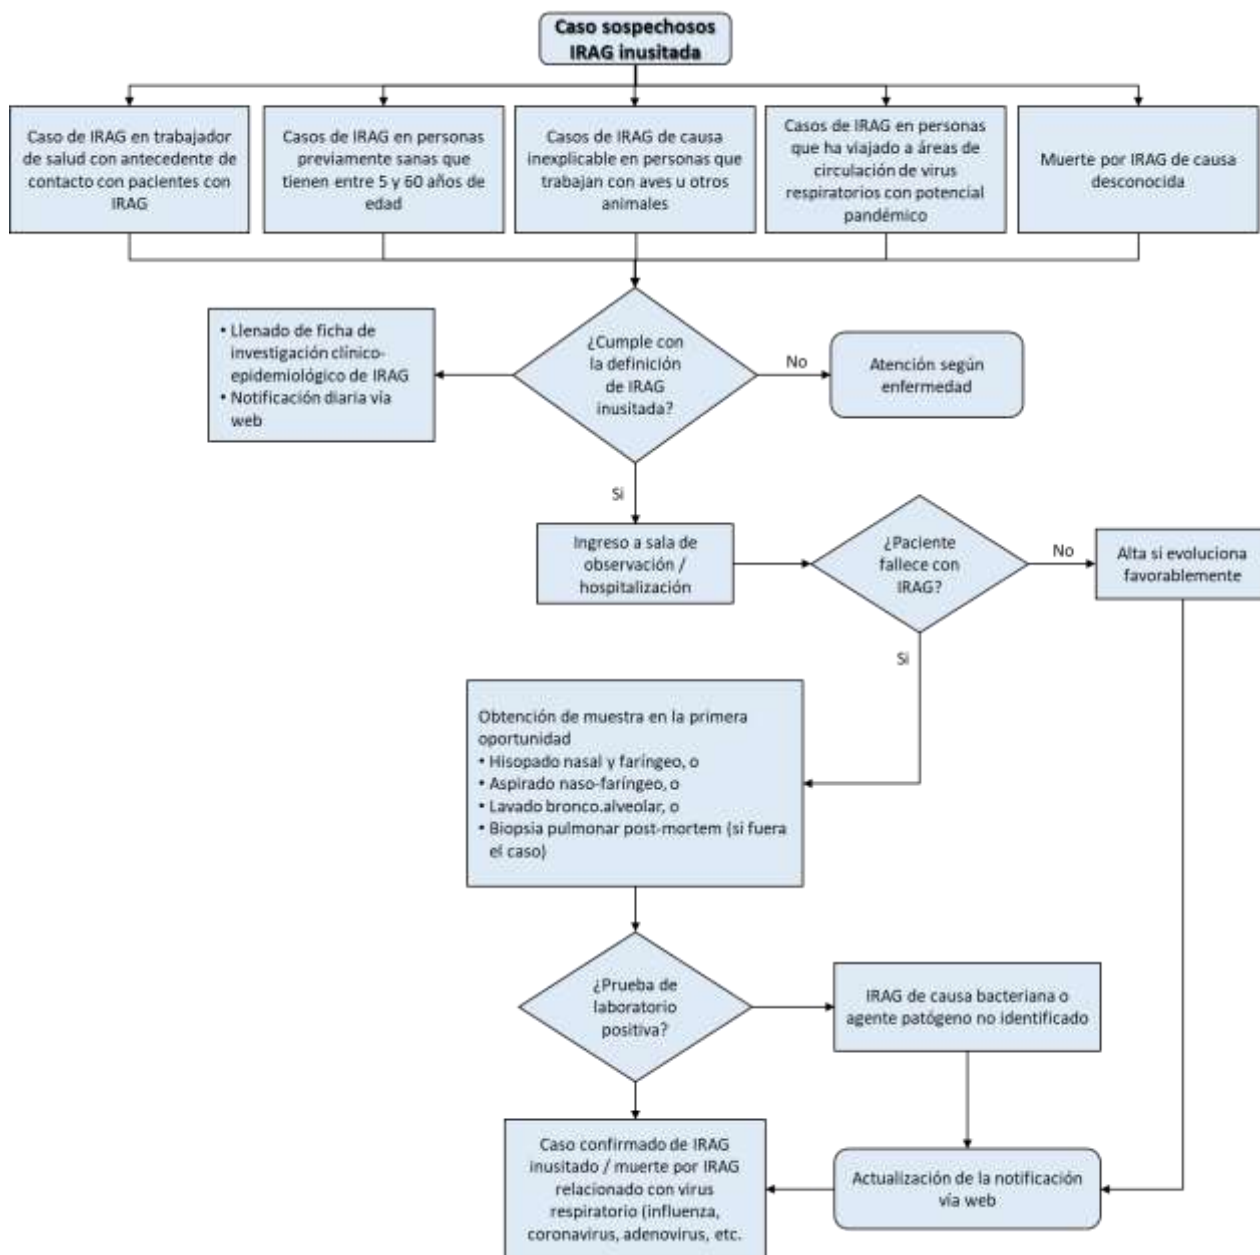 Caso sospechosos
IRAG inusitada
Caso de IRAG en trabajador
de salud con antecedente de
contacto con pacientes con
IRAG
Casos de IRAG en personas
previamente sanas que
tienen entre 5 y 60 años de
edad
Casos de IRAG de causa
inexplicable en personas que
trabajan con aves u otros
animales
Casos de IRAG en personas
que ha viajado a áreas de
circulación de virus
respiratorios con potencial
pandémico
Muerte por IRAG de causa
desconocida
• Llenado de ficha de
investigación clínico-
epidemiológico de IRAG
• Notificación diaria vía
web
¿Cumple con
la definición
de IRAG
inusitada?
No
Atención según
enfermedad
Si
Ingreso a sala de
observación /
hospitalización
¿Paciente
fallece con
IRAG?
No
Alta si evoluciona
favorablemente
Si
Obtención de muestra en la primera
oportunidad
• Hisopado nasal y faríngeo, o
• Aspirado naso-faríngeo, o
• Lavado bronco.alveolar, o
• Biopsia pulmonar post-mortem (si fuera
el caso)
¿Prueba de
laboratorio
positiva?
IRAG de causa bacteriana o
agente patógeno no identificado
Caso confirmado de IRAG
inusitado / muerte por IRAG
relacionado con virus
respiratorio (influenza,
coronavirus, adenovirus, etc.
Actualización de la notificación
vía web